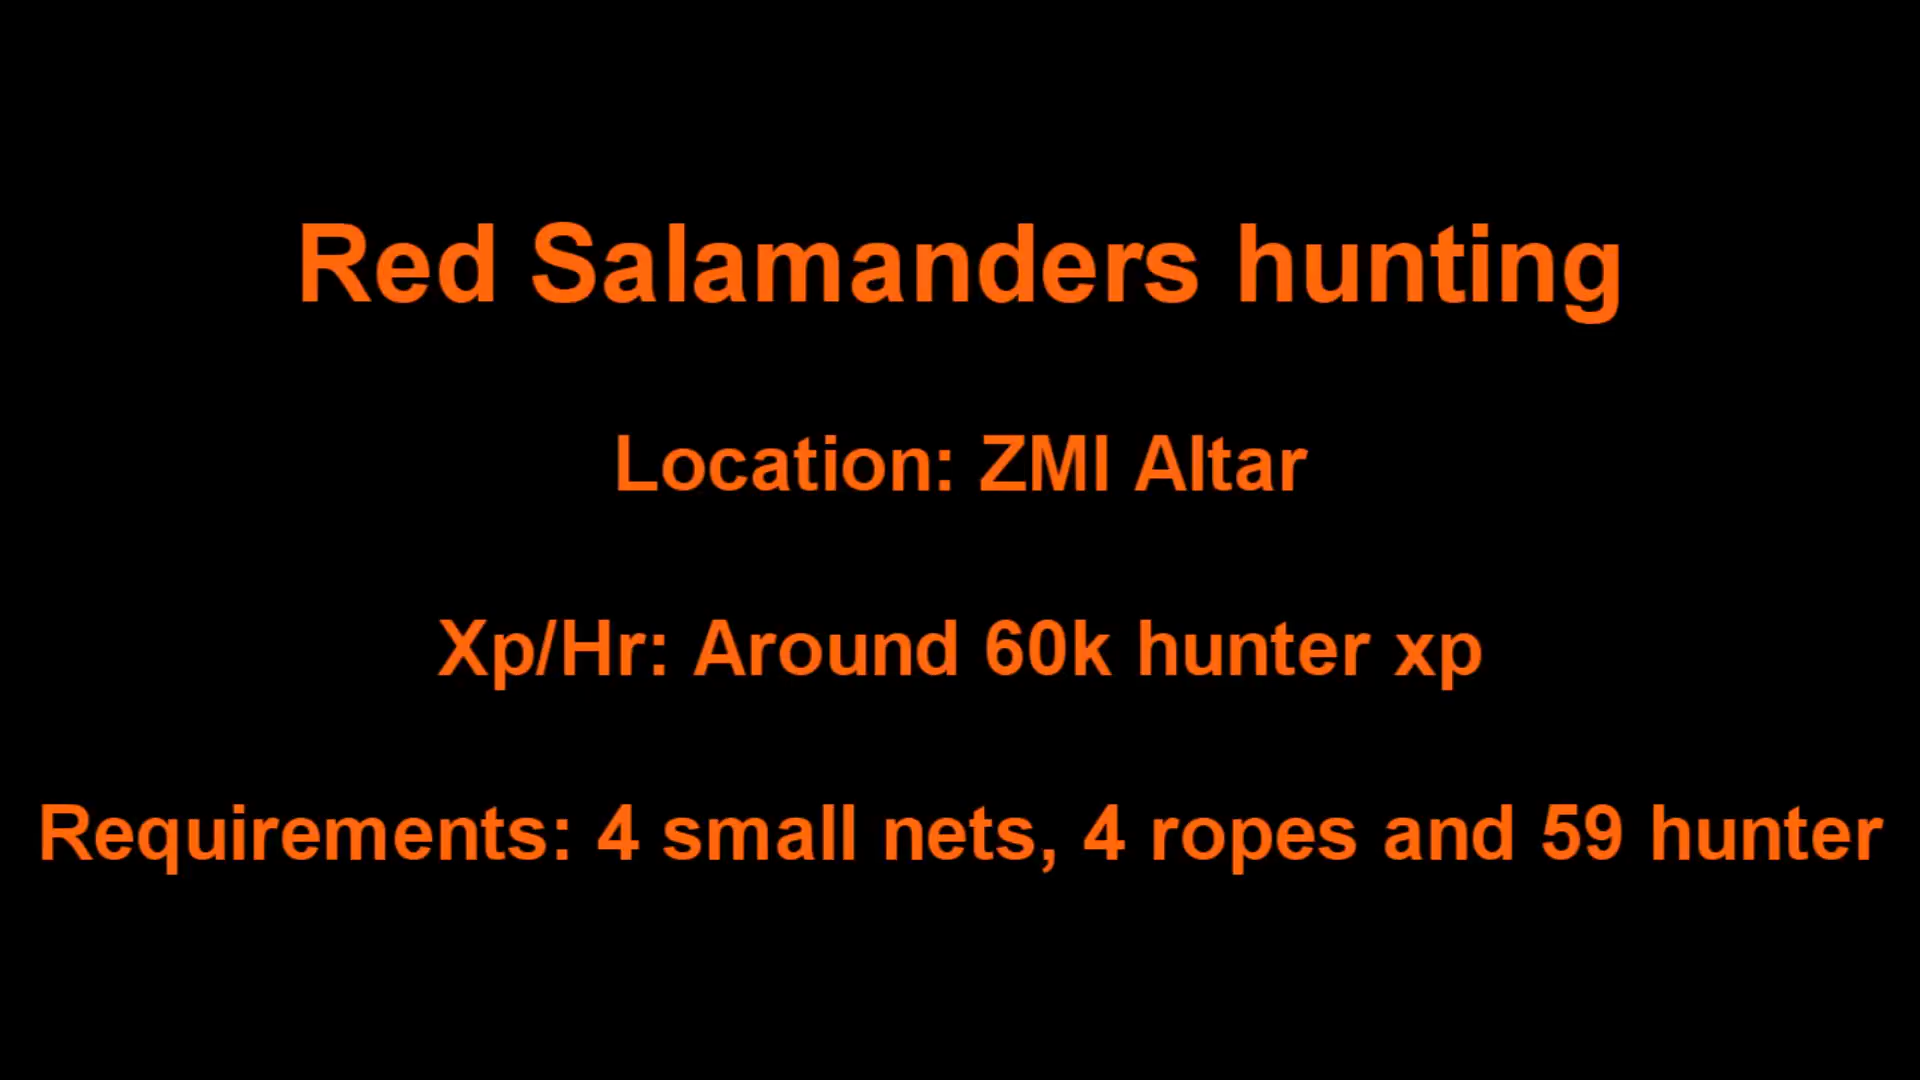 Red Salamanders hunting
Location: ZMI Altar
Xp/Hr: Around 60k hunter xp
Requirements: 4 small nets, 4 ropes and 59 hunter